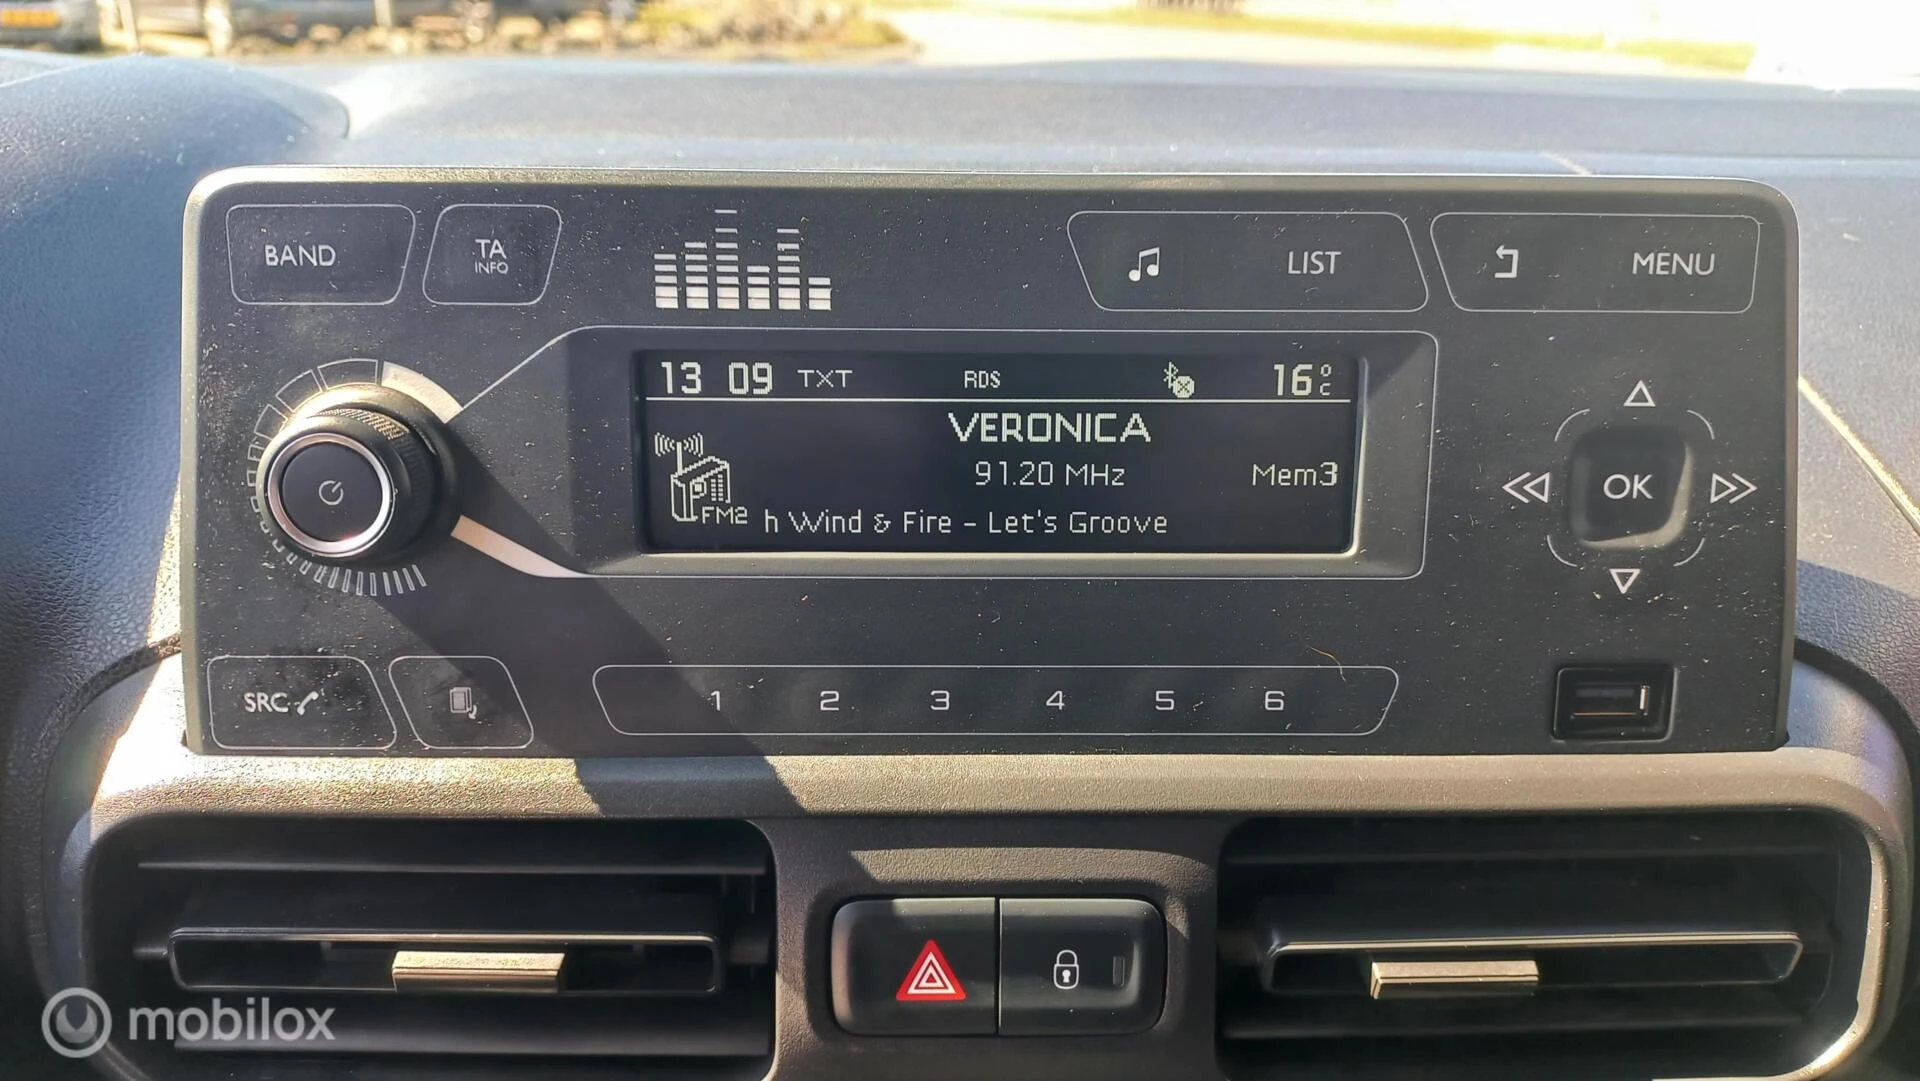 BAND
TA
INFO
LIST
MENU
13 09 TXT RDS 16°C
VERONICA
91.20 MHz Mem3
FM2 h Wind & Fire - Let's Groove
OK
SRC
1 2 3 4 5 6
mobilox